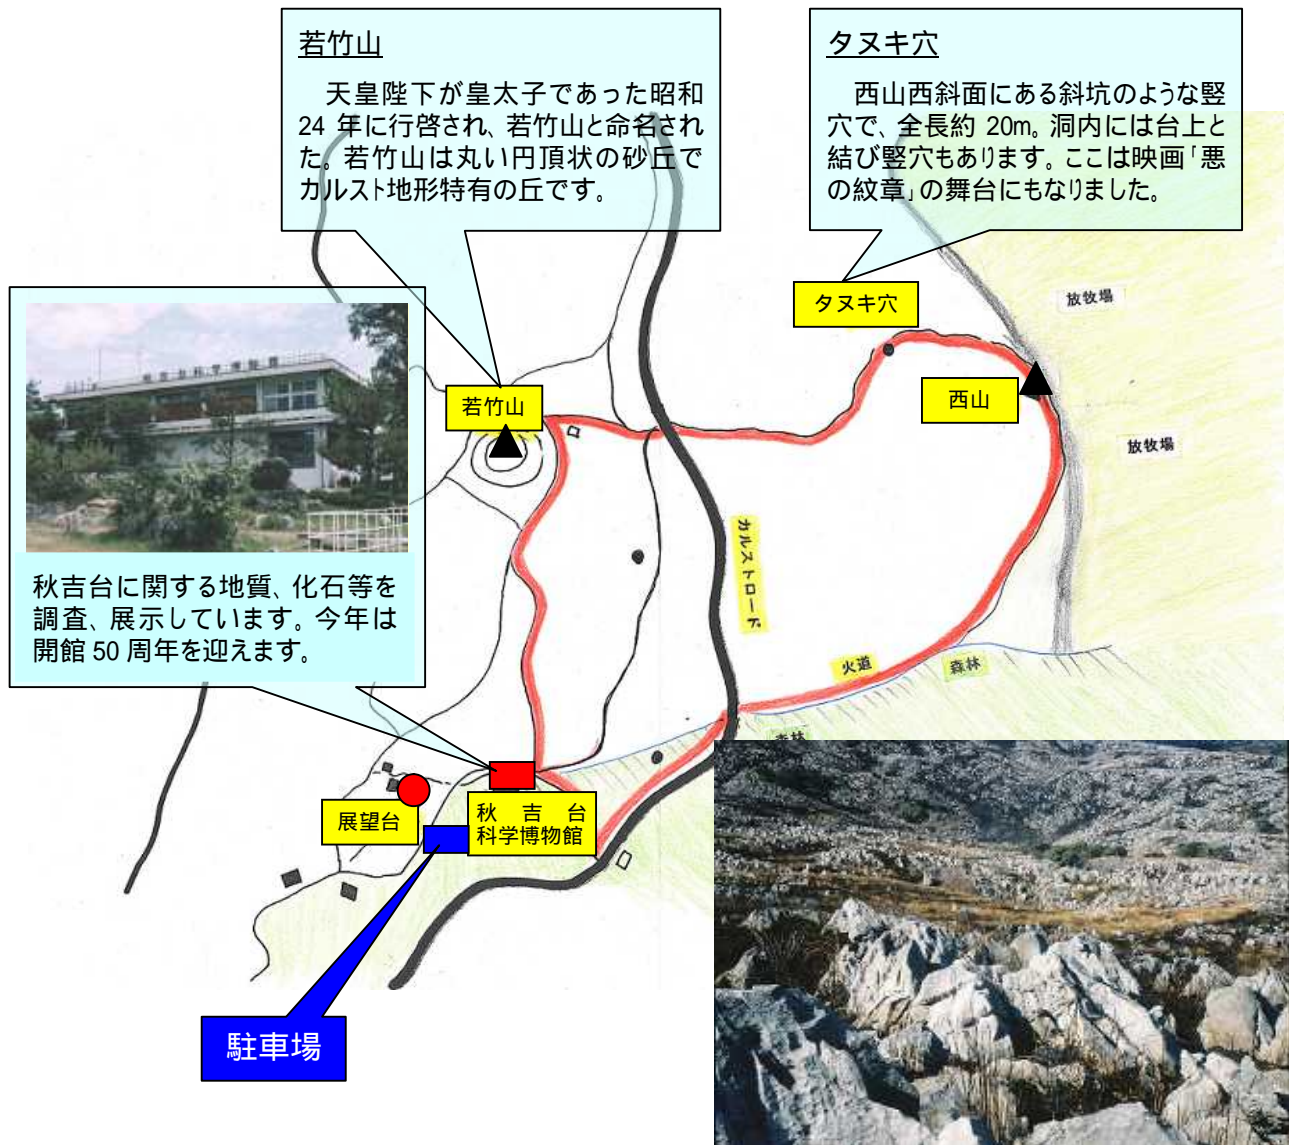 若竹山
天皇陛下が皇太子であった昭和
24 年に行啓され、若竹山と命名され
た。若竹山は丸い円頂状の砂丘で
カルスト地形特有の丘です。
タヌキ穴
西山西斜面にある斜坑のような竪
穴で、全長約 20m。洞内には台上と
結び竪穴もあります。ここは映画「悪
の紋章」の舞台にもなりました。
タヌキ穴
放牧場
西山
若竹山
放牧場
カルストロード
秋吉台に関する地質、化石等を
調査、展示しています。今年は
開館 50 周年を迎えます。
火道
森林
森林
展望台
秋吉台
科学博物館
駐車場